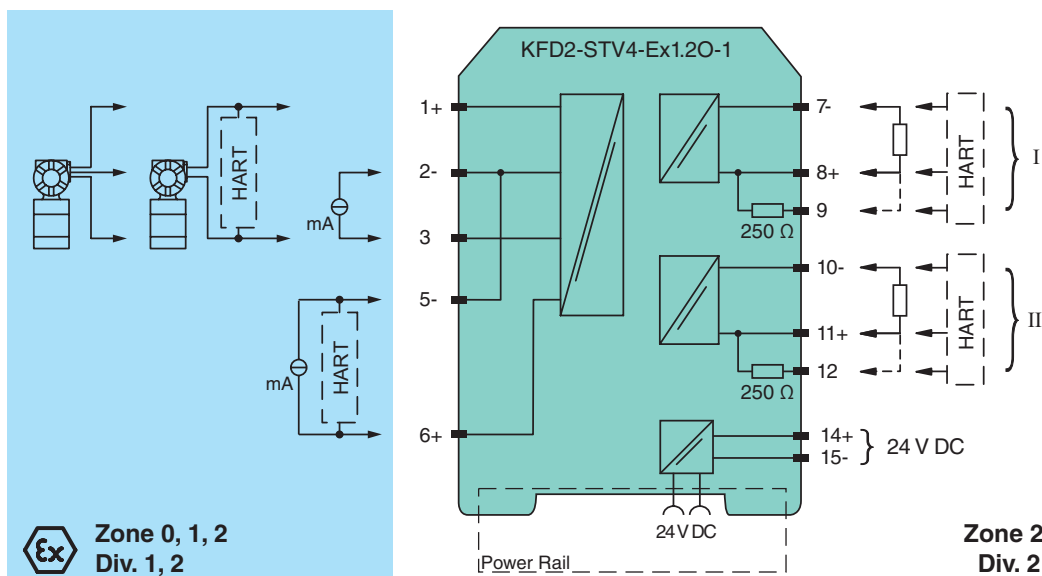 KFD2-STV4-Ex1.2O-1
1+
2-
3
5-
6+
HART
mA
HART
mA
7-
8+
9
250 Ω
HART
I
10-
11+
12
250 Ω
HART
II
14+
15-
24 V DC
24 V DC
Power Rail
Ex
Zone 0, 1, 2
Div. 1, 2
Zone 2
Div. 2